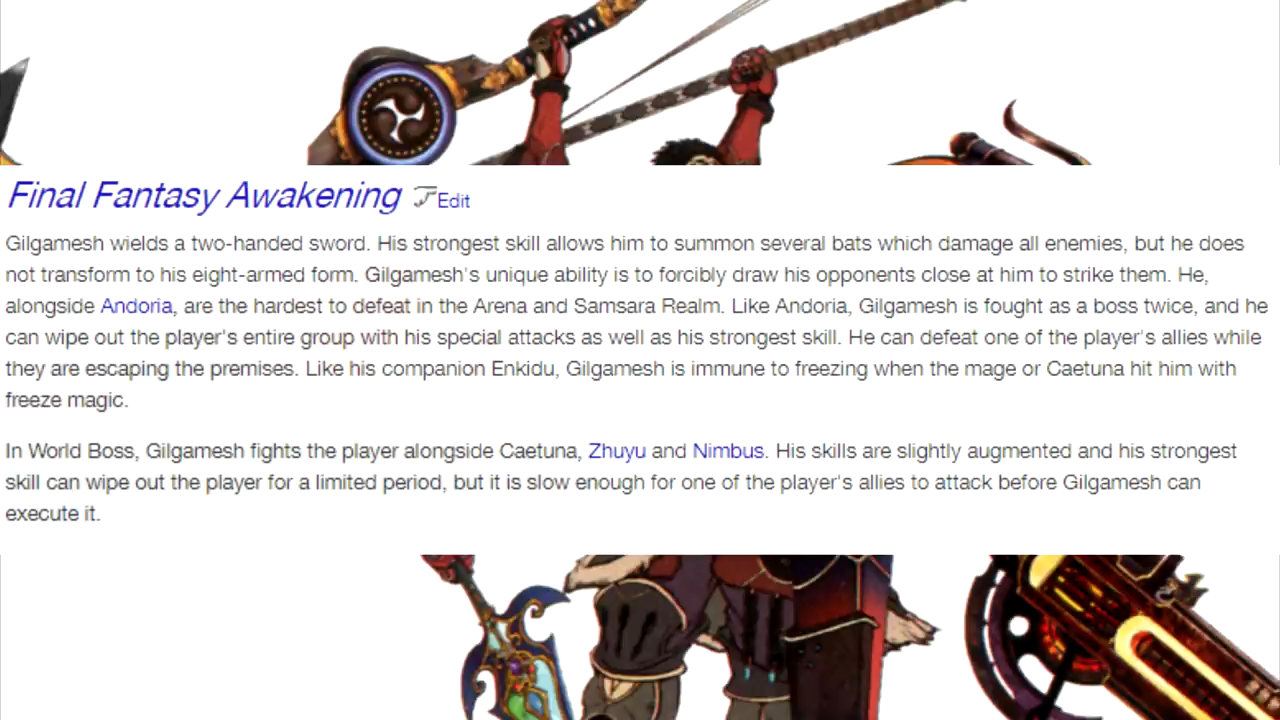 Final Fantasy Awakening Edit
Gilgamesh wields a two-handed sword. His strongest skill allows him to summon several bats which damage all enemies, but he does
not transform to his eight-armed form. Gilgamesh's unique ability is to forcibly draw his opponents close at him to strike them. He,
alongside Andoria, are the hardest to defeat in the Arena and Samsara Realm. Like Andoria, Gilgamesh is fought as a boss twice, and he
can wipe out the player's entire group with his special attacks as well as his strongest skill. He can defeat one of the player's allies while
they are escaping the premises. Like his companion Enkidu, Gilgamesh is immune to freezing when the mage or Caetuna hit him with
freeze magic.
In World Boss, Gilgamesh fights the player alongside Caetuna, Zhuyu and Nimbus. His skills are slightly augmented and his strongest
skill can wipe out the player for a limited period, but it is slow enough for one of the player's allies to attack before Gilgamesh can
execute it.